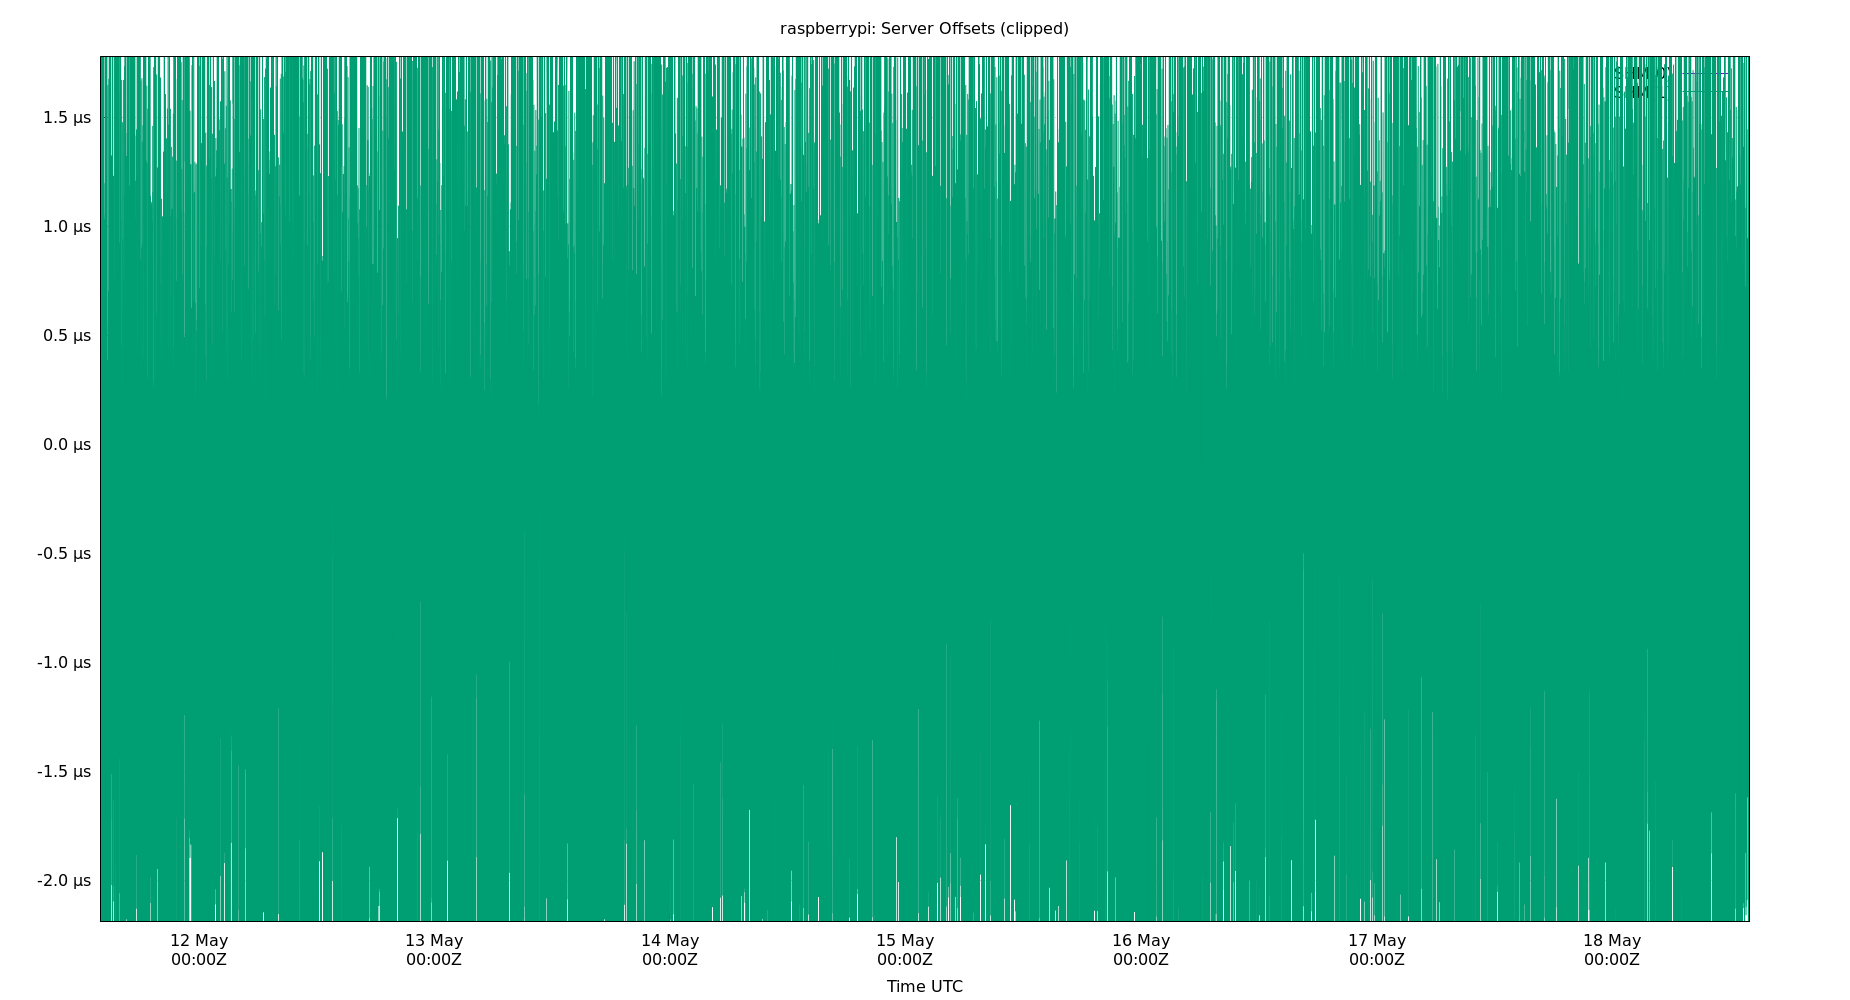 raspberrypi: Server Offsets (clipped)
1.5 µs
1.0 µs
0.5 µs
0.0 µs
-0.5 µs
-1.0 µs
-1.5 µs
-2.0 µs
12 May
00:00Z
13 May
00:00Z
14 May
00:00Z
15 May
00:00Z
16 May
00:00Z
17 May
00:00Z
18 May
00:00Z
Time UTC